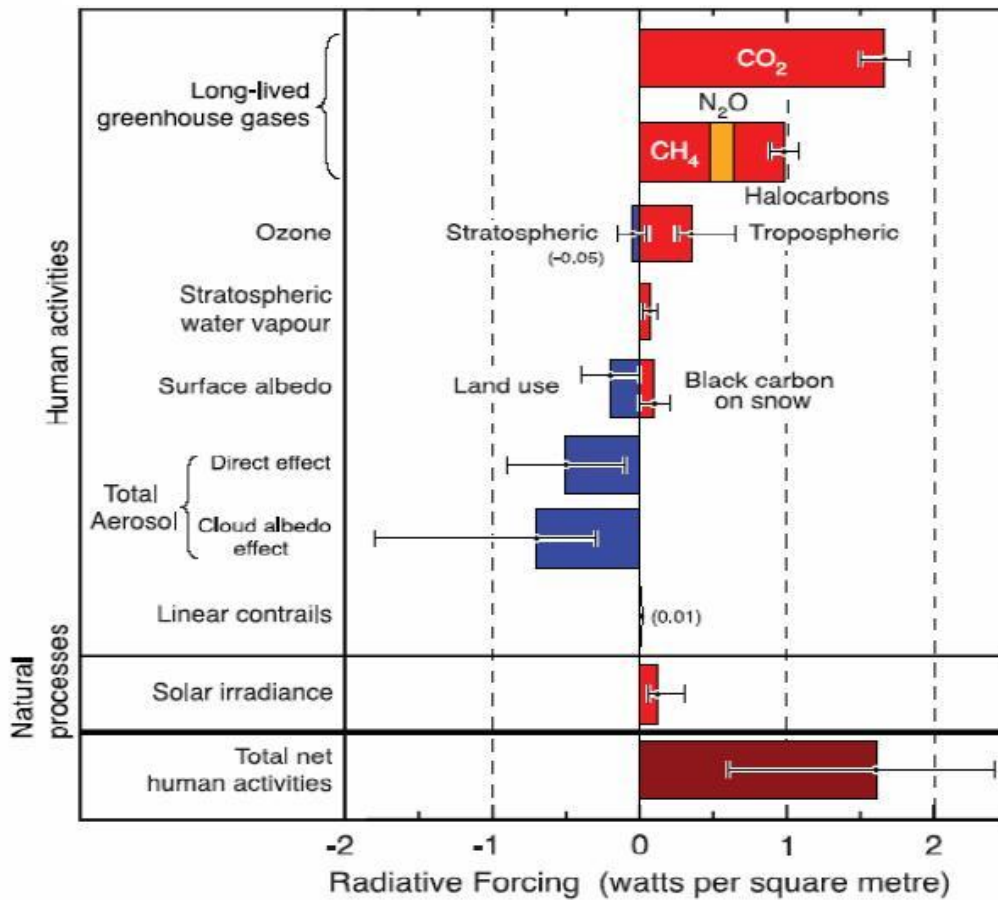 Human activities
Natural
processes
Long-lived
greenhouse gases
CO₂
N₂O
CH₄
Halocarbons
Ozone
Stratospheric
(-0.05)
Tropospheric
Stratospheric
water vapour
Surface albedo
Land use
Black carbon
on snow
Total
Aerosol
Direct effect
Cloud albedo
effect
Linear contrails
(0.01)
Solar irradiance
Total net
human activities
-2 -1 0 1 2
Radiative Forcing (watts per square metre)